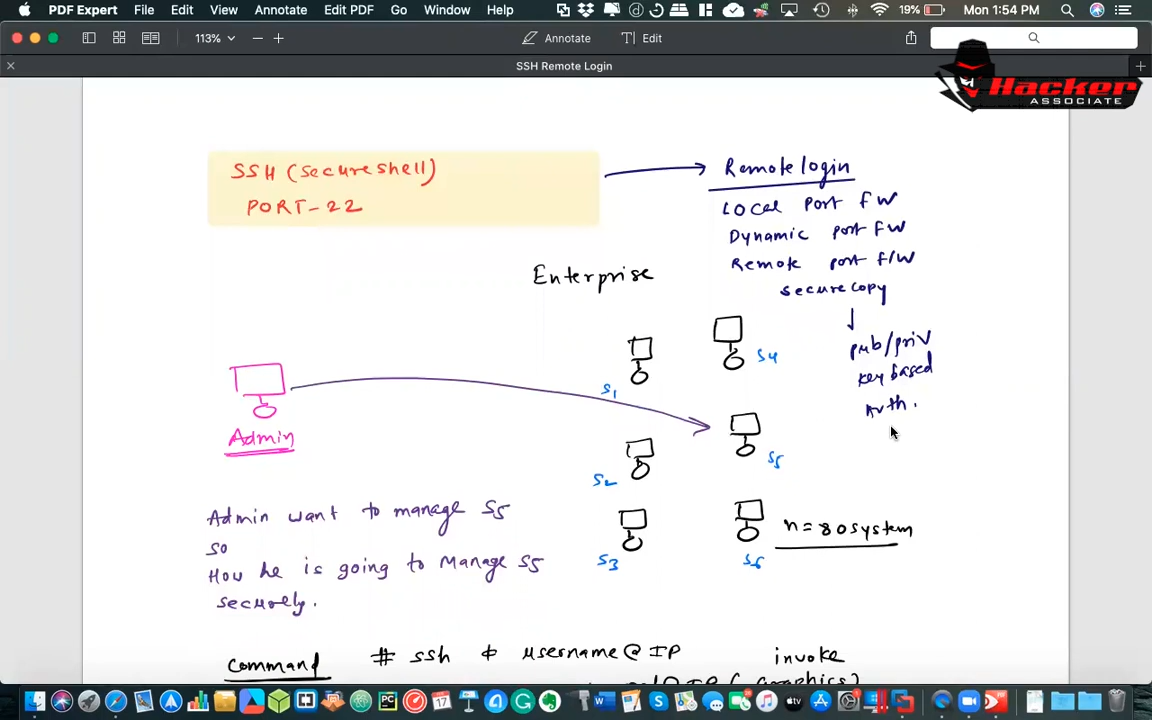 PDF Expert File Edit View Annotate Edit PDF Go Window Help 19% Mon 1:54 PM
113% Annotate Edit
SSH Remote Login
Hacker
ASSOCIATE
SSH (secure shell)
PORT-22
Remote login
Local port FW
Dynamic port FW
Remote port F/W
secure copy
pub/priv
key based
Auth.
Enterprise
S1
S4
S2
S5
S3
S6
n = 80 system
Admin
Admin want to manage S5
so
How he is going to manage S5
securely.
Command # ssh username@IP invoke
IP (graphics)
17